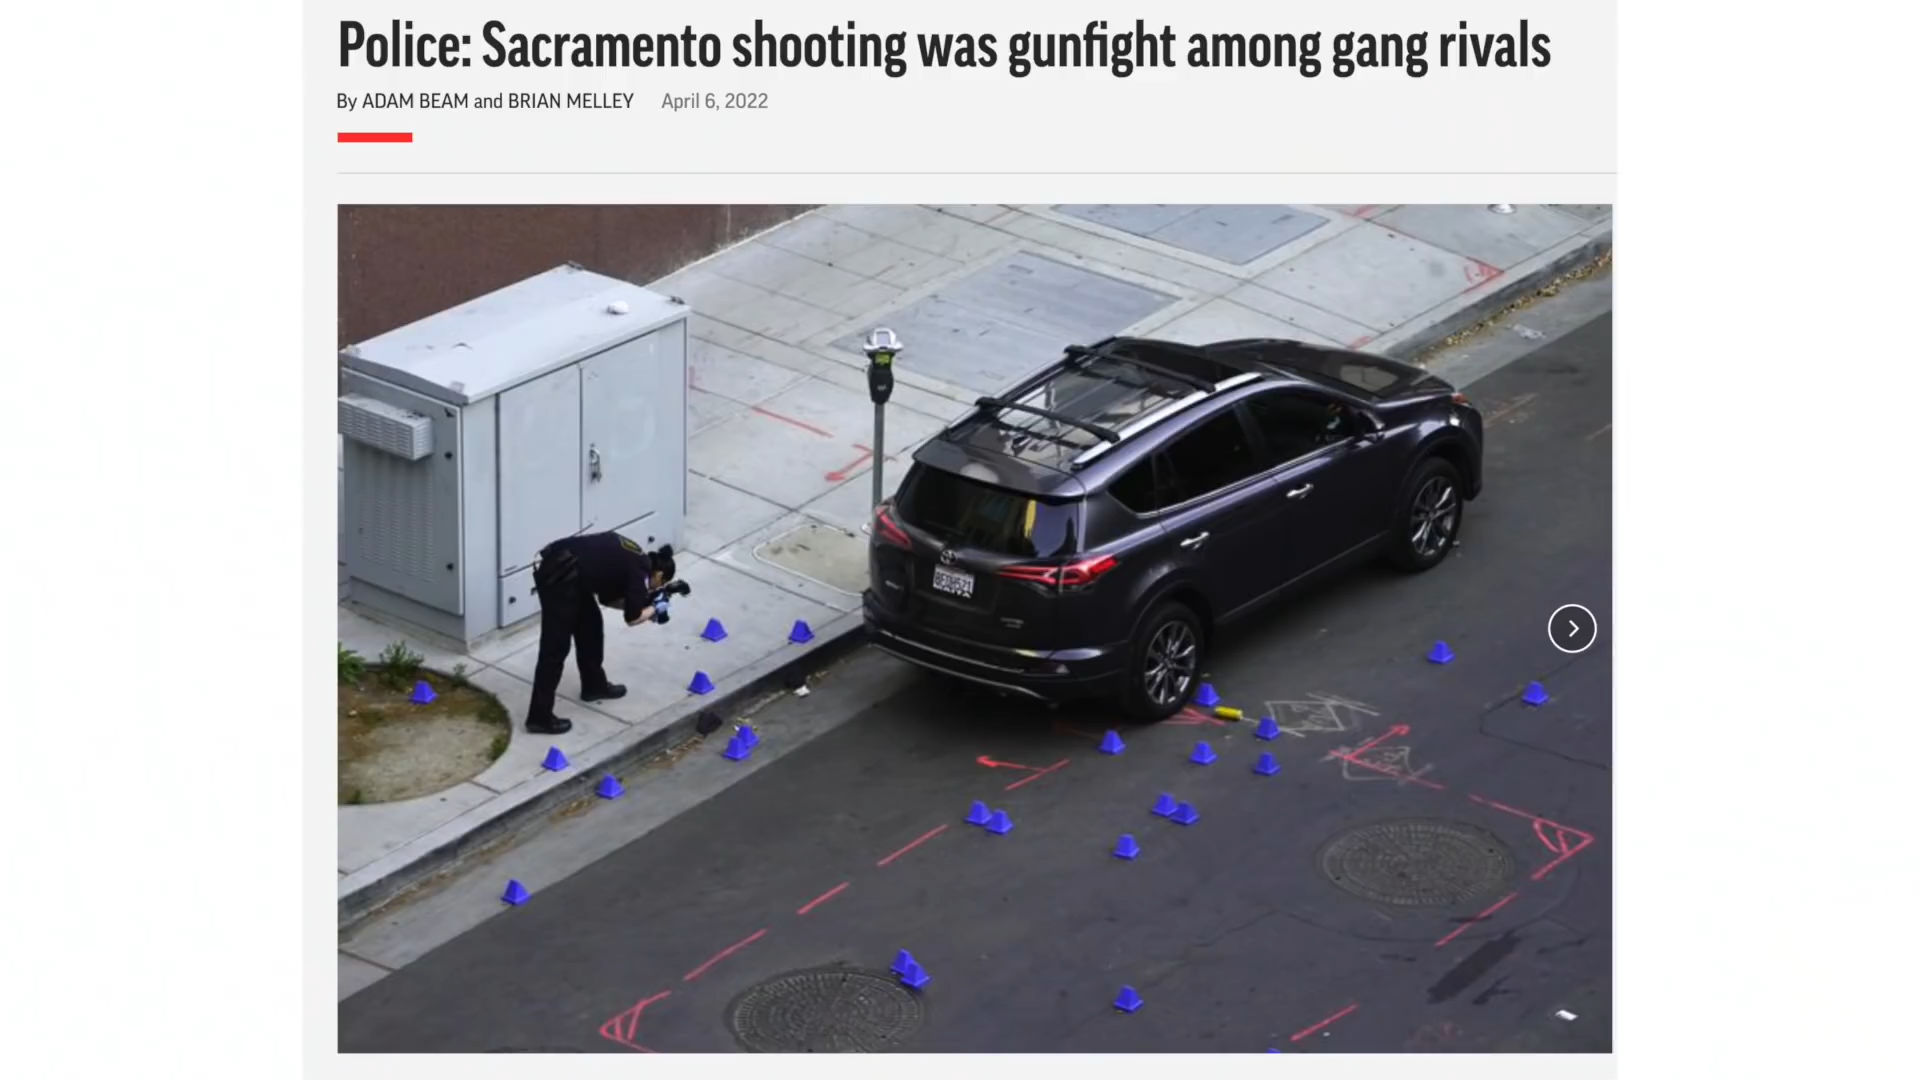 Police: Sacramento shooting was gunfight among gang rivals
By ADAM BEAM and BRIAN MELLEY April 6, 2022